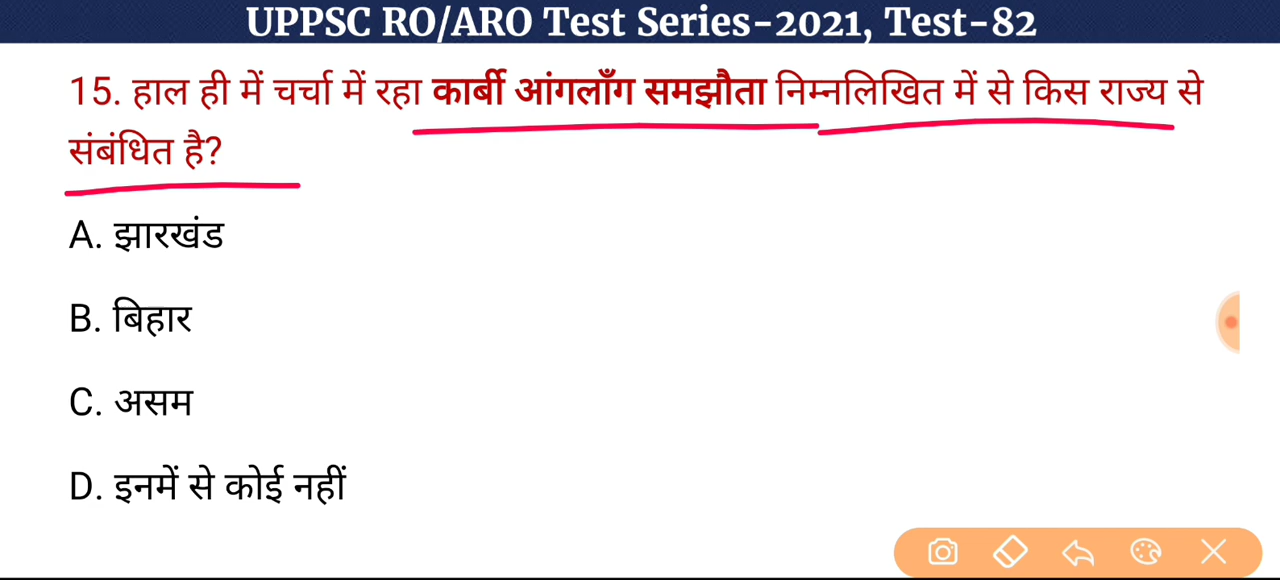 UPPSC RO/ARO Test Series-2021, Test-82
15. हाल ही में चर्चा में रहा कार्बी आंगलाँग समझौता निम्नलिखित में से किस राज्य से
संबंधित है?
A. झारखंड
B. बिहार
C. असम
D. इनमें से कोई नहीं